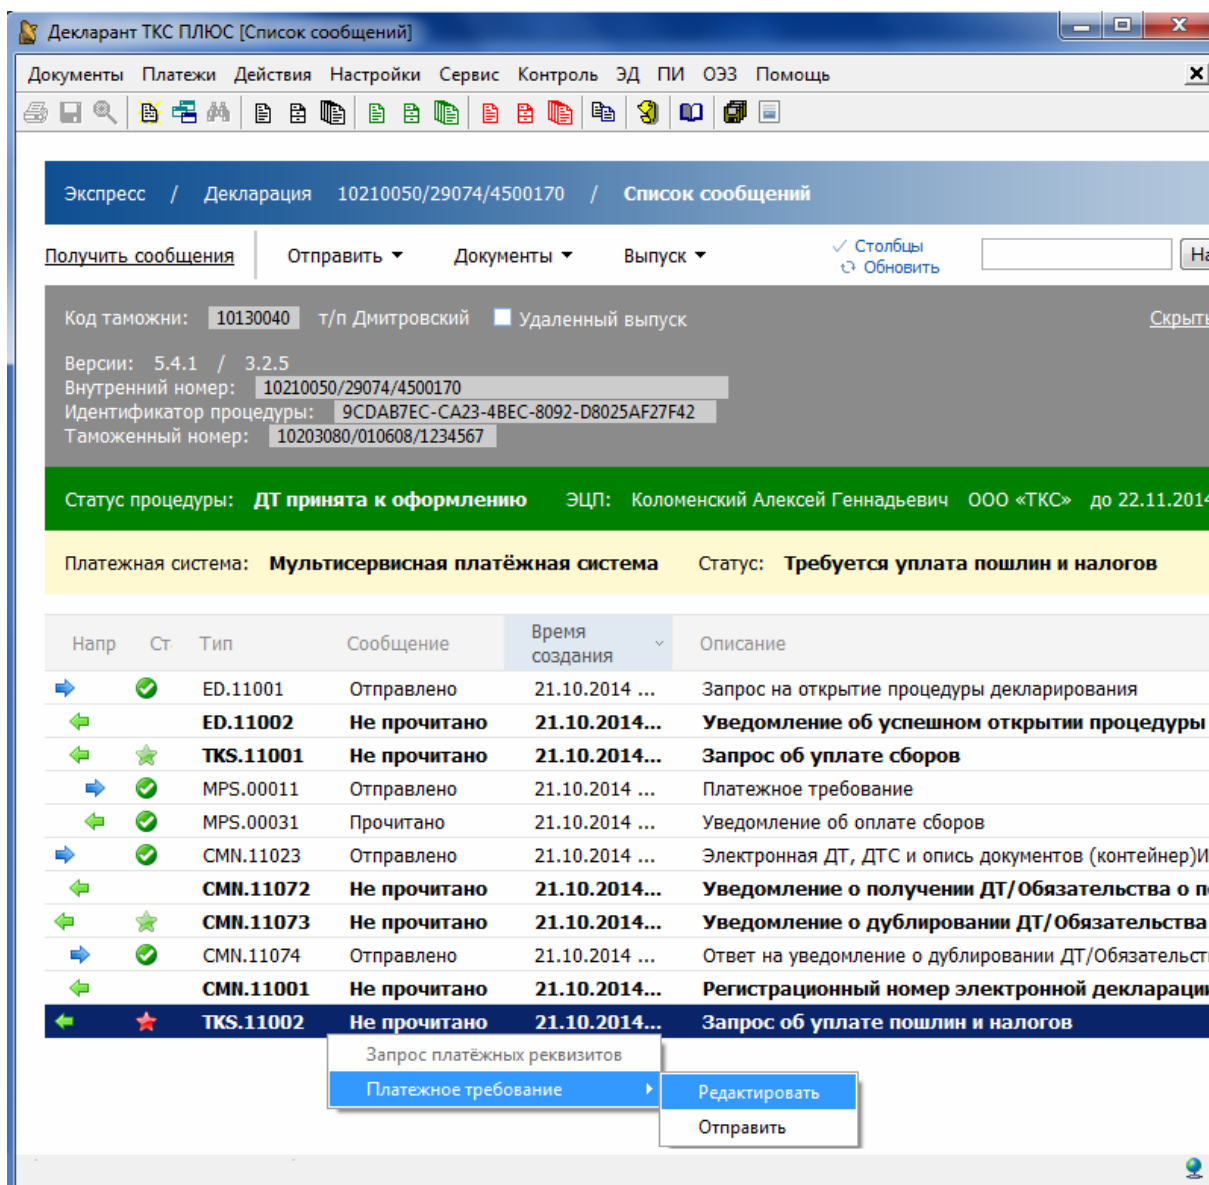 Декларант ТКС ПЛЮС [Список сообщений]
Документы Платежи Действия Настройки Сервис Контроль ЭД ПИ ОЭЗ Помощь
Экспресс / Декларация 10210050/29074/4500170 / Список сообщений
Получить сообщения Отправить Документы Выпуск Столбцы
Обновить
На
Код таможни: 10130040 т/п Дмитровский Удаленный выпуск Скрыть
Версии: 5.4.1 / 3.2.5
Внутренний номер: 10210050/29074/4500170
Идентификатор процедуры: 9CDAB7EC-CA23-4BEC-8092-D8025AF27F42
Таможенный номер: 10203080/010608/1234567
Статус процедуры: ДТ принята к оформлению ЭЦП: Коломенский Алексей Геннадьевич ООО «ТКС» до 22.11.2014
Платежная система: Мультисервисная платёжная система Статус: Требуется уплата пошлин и налогов
Напр Ст Тип Сообщение Время создания Описание
ED.11001 Отправлено 21.10.2014 ... Запрос на открытие процедуры декларирования
ED.11002 Не прочитано 21.10.2014... Уведомление об успешном открытии процедуры
TKS.11001 Не прочитано 21.10.2014... Запрос об уплате сборов
MPS.00011 Отправлено 21.10.2014 ... Платежное требование
MPS.00031 Прочитано 21.10.2014 ... Уведомление об оплате сборов
CMN.11023 Отправлено 21.10.2014 ... Электронная ДТ, ДТС и опись документов (контейнер)И
CMN.11072 Не прочитано 21.10.2014... Уведомление о получении ДТ/Обязательства о п
CMN.11073 Не прочитано 21.10.2014... Уведомление о дублировании ДТ/Обязательства
CMN.11074 Отправлено 21.10.2014 ... Ответ на уведомление о дублировании ДТ/Обязательст
CMN.11001 Не прочитано 21.10.2014... Регистрационный номер электронной декларации
TKS.11002 Не прочитано 21.10.2014... Запрос об уплате пошлин и налогов
Запрос платёжных реквизитов
Платежное требование Редактировать
Отправить